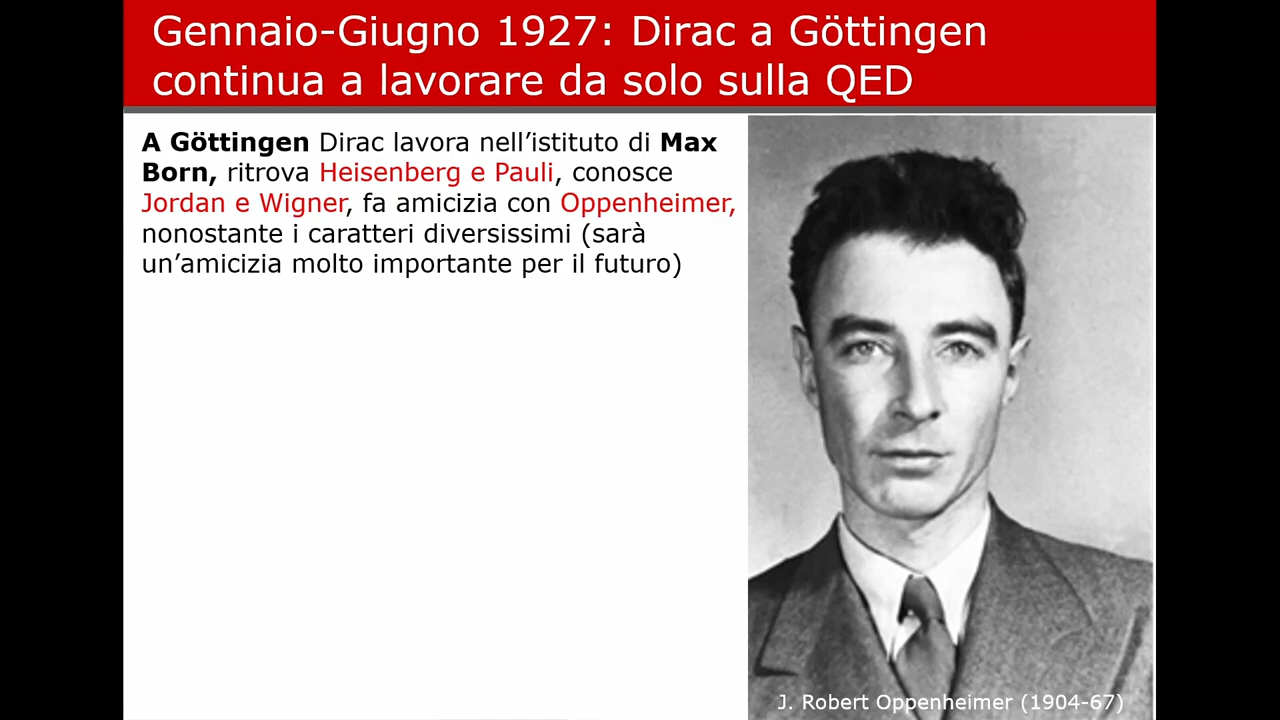 Gennaio-Giugno 1927: Dirac a Göttingen
continua a lavorare da solo sulla QED
A Göttingen Dirac lavora nell’istituto di Max
Born, ritrova Heisenberg e Pauli, conosce
Jordan e Wigner, fa amicizia con Oppenheimer,
nonostante i caratteri diversissimi (sarà
un’amicizia molto importante per il futuro)
J. Robert Oppenheimer (1904-67)